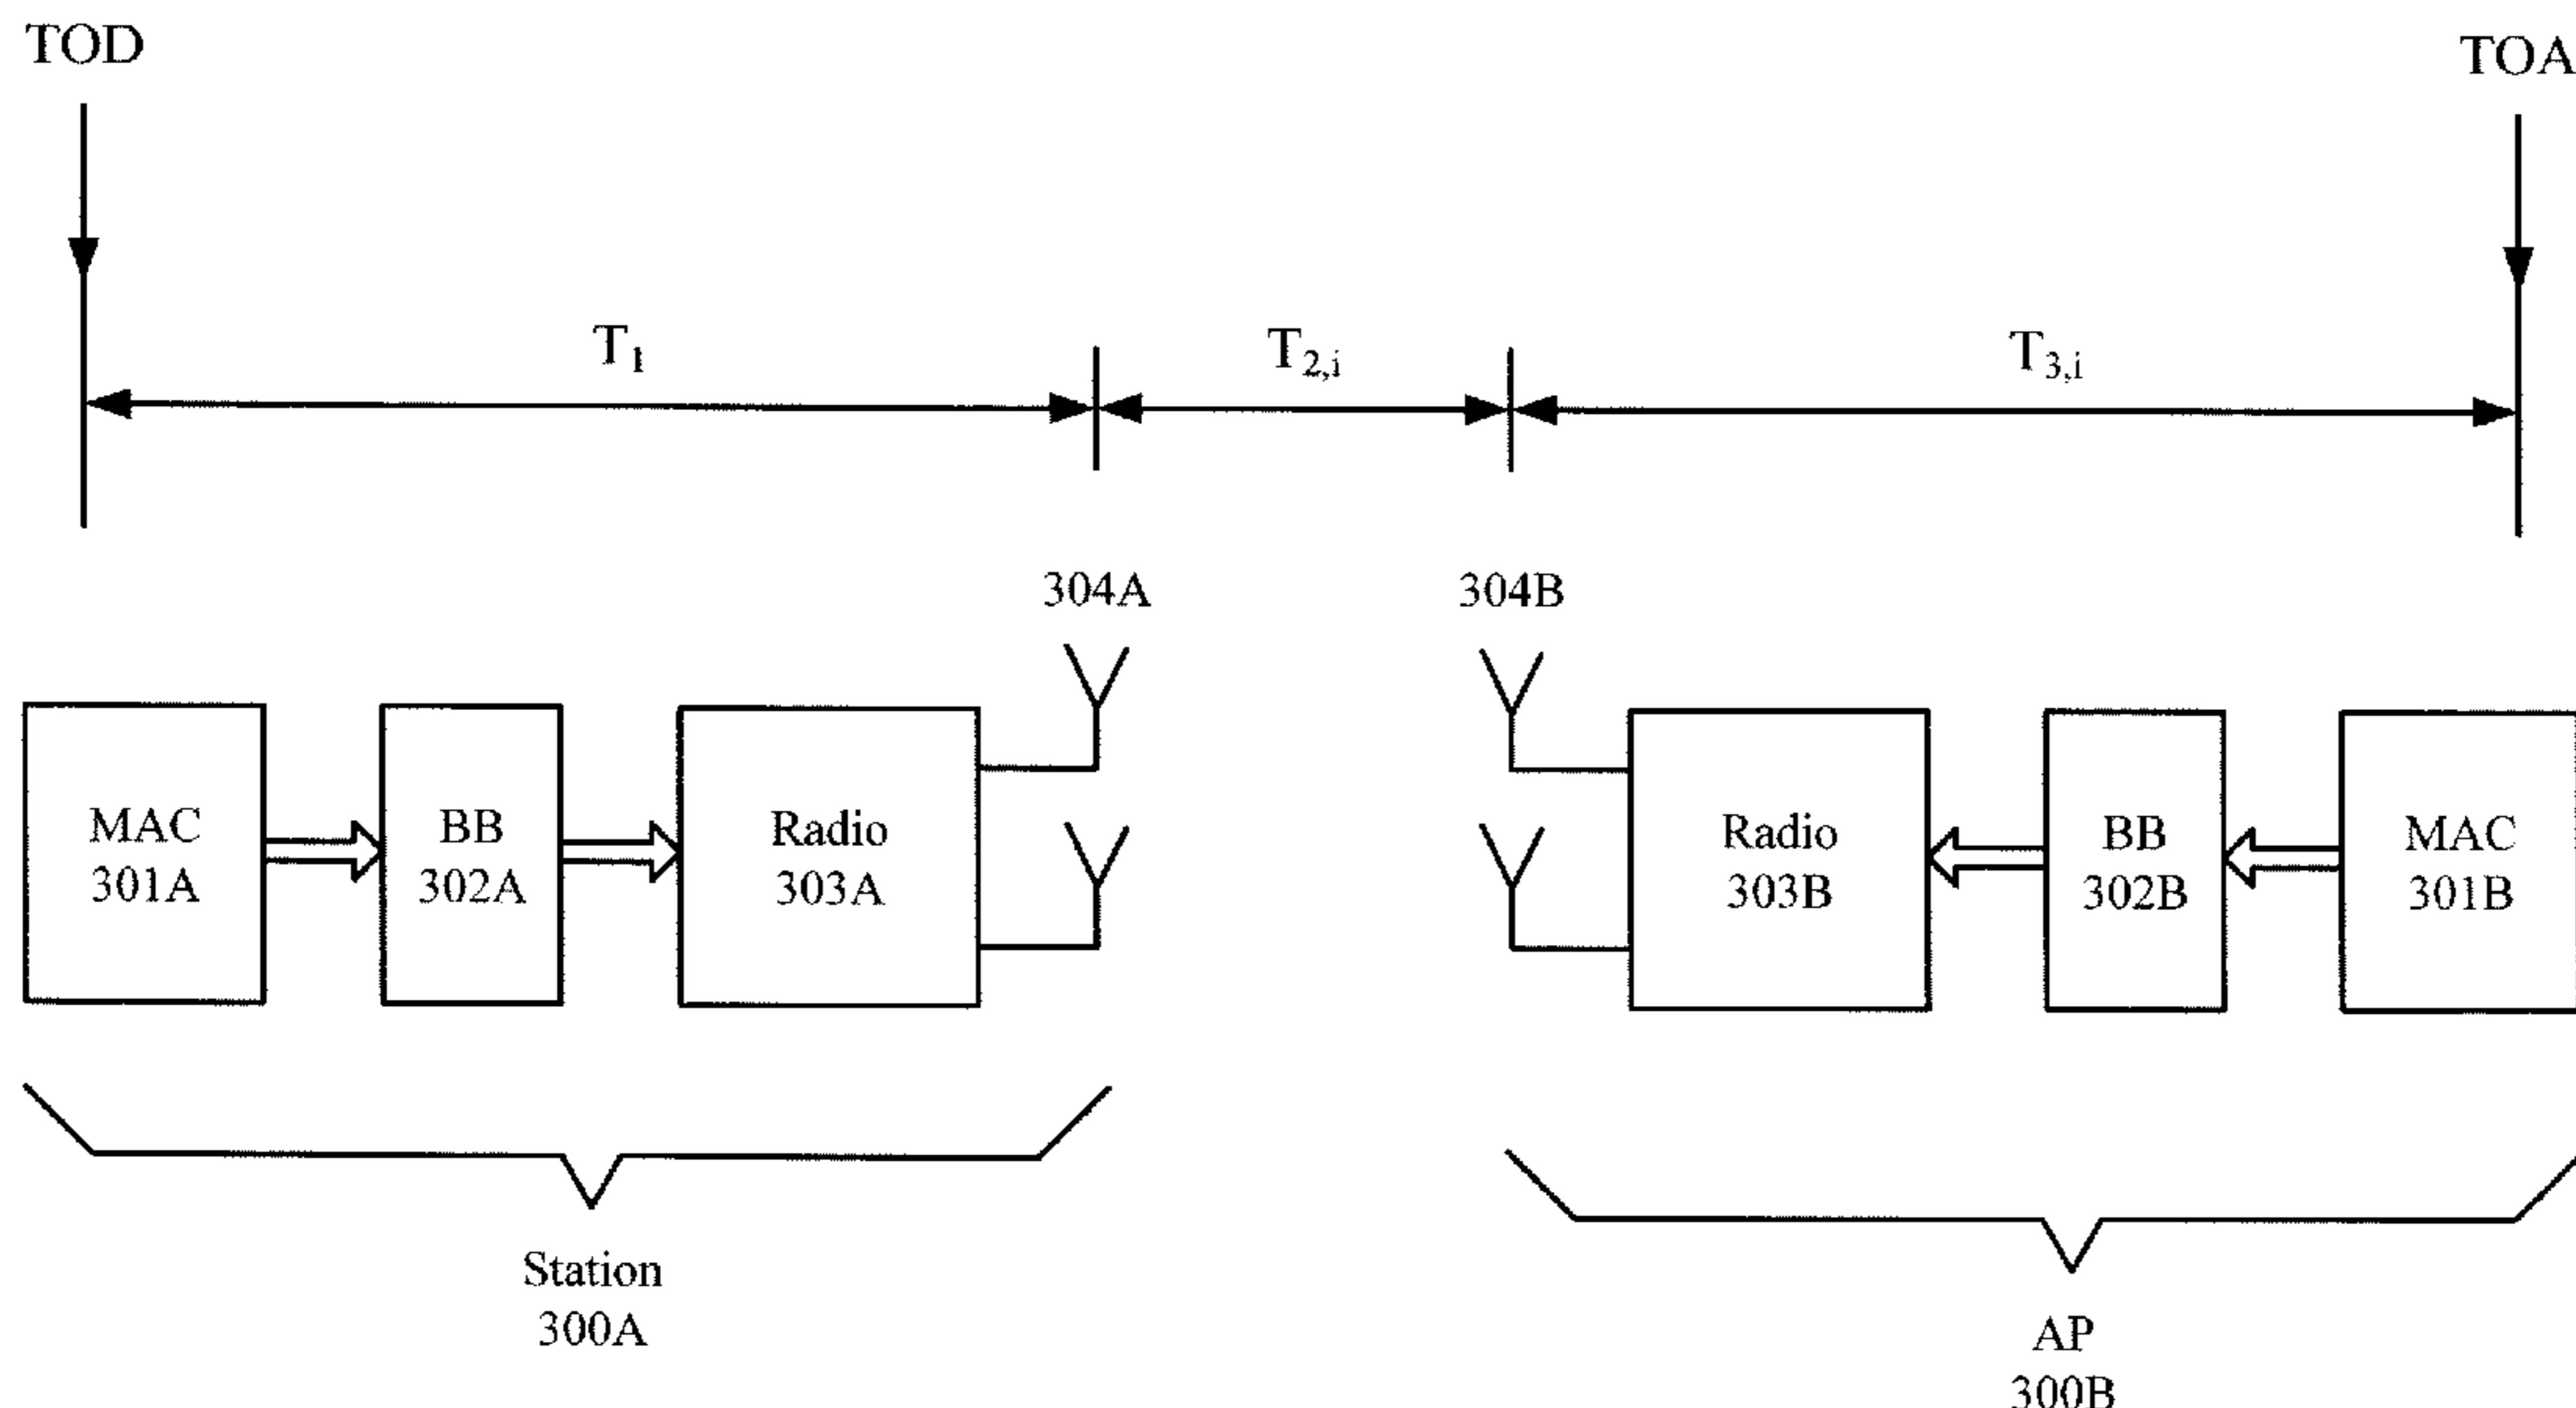 TOD
TOA
T1
T2,i
T3,i
304A
304B
MAC
301A
BB
302A
Radio
303A
Radio
303B
BB
302B
MAC
301B
Station
300A
AP
300B